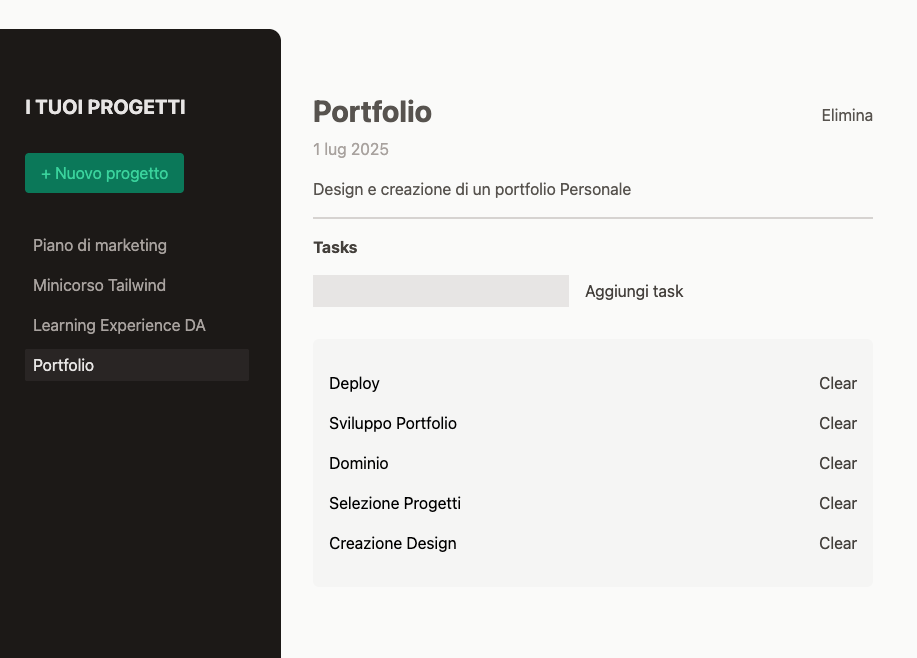 I TUOI PROGETTI
+ Nuovo progetto
Piano di marketing
Minicorso Tailwind
Learning Experience DA
Portfolio
Portfolio
Elimina
1 lug 2025
Design e creazione di un portfolio Personale
Tasks
Aggiungi task
Deploy Clear
Sviluppo Portfolio Clear
Dominio Clear
Selezione Progetti Clear
Creazione Design Clear